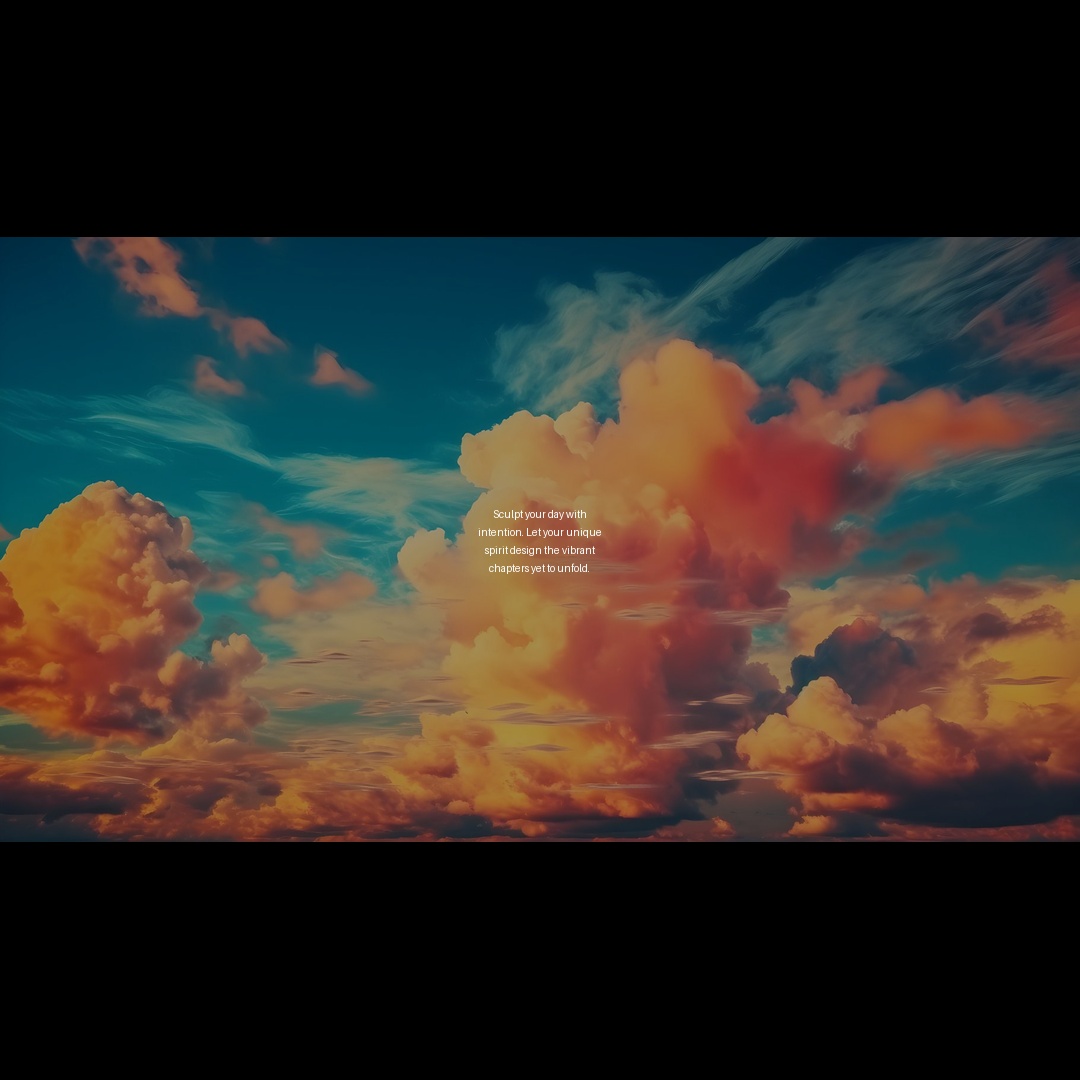 Sculpt your day with
intention. Let your unique
spirit design the vibrant
chapters yet to unfold.